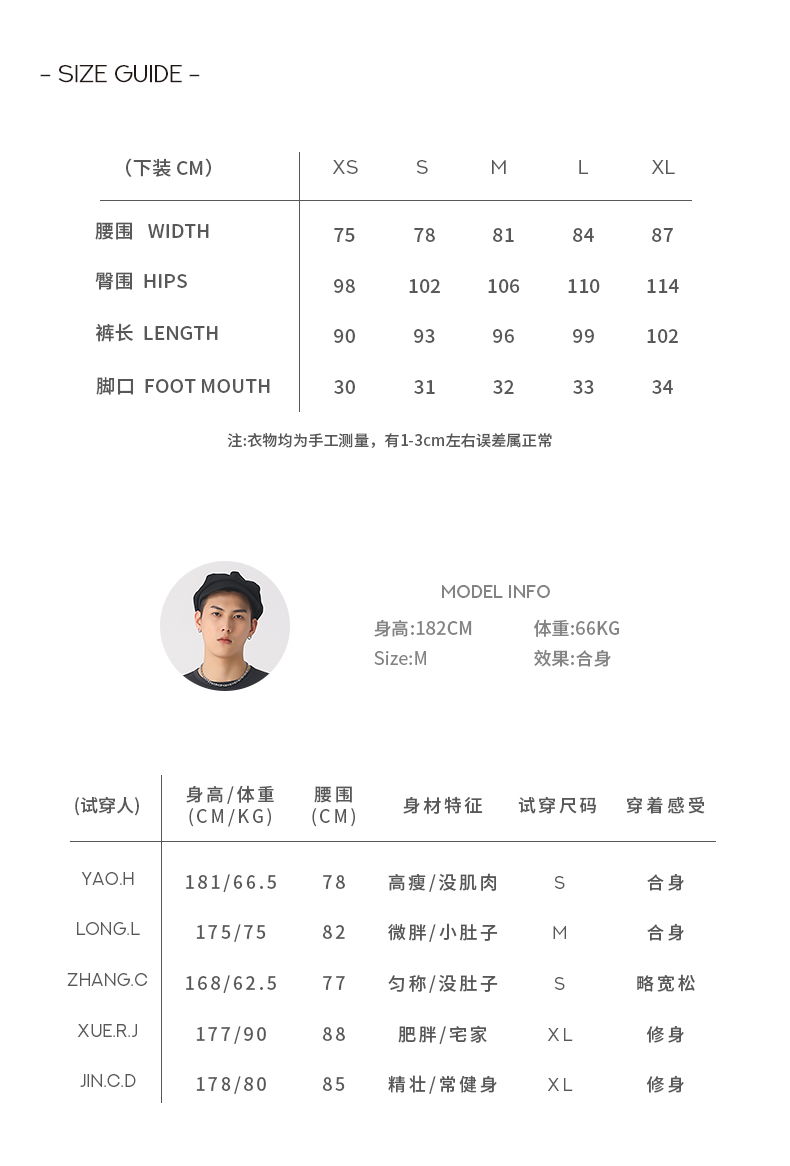 - SIZE GUIDE -
（下装 CM） XS S M L XL
腰围 WIDTH 75 78 81 84 87
臀围 HIPS 98 102 106 110 114
裤长 LENGTH 90 93 96 99 102
脚口 FOOT MOUTH 30 31 32 33 34
注:衣物均为手工测量，有1-3cm左右误差属正常
MODEL INFO
身高:182CM 体重:66KG
Size:M 效果:合身
(试穿人) 身高/体重 (CM/KG) 腰围 (CM) 身材特征 试穿尺码 穿着感受
YAO.H 181/66.5 78 高瘦/没肌肉 S 合身
LONG.L 175/75 82 微胖/小肚子 M 合身
ZHANG.C 168/62.5 77 匀称/没肚子 S 略宽松
XUE.R.J 177/90 88 肥胖/宅家 XL 修身
JIN.C.D 178/80 85 精壮/常健身 XL 修身